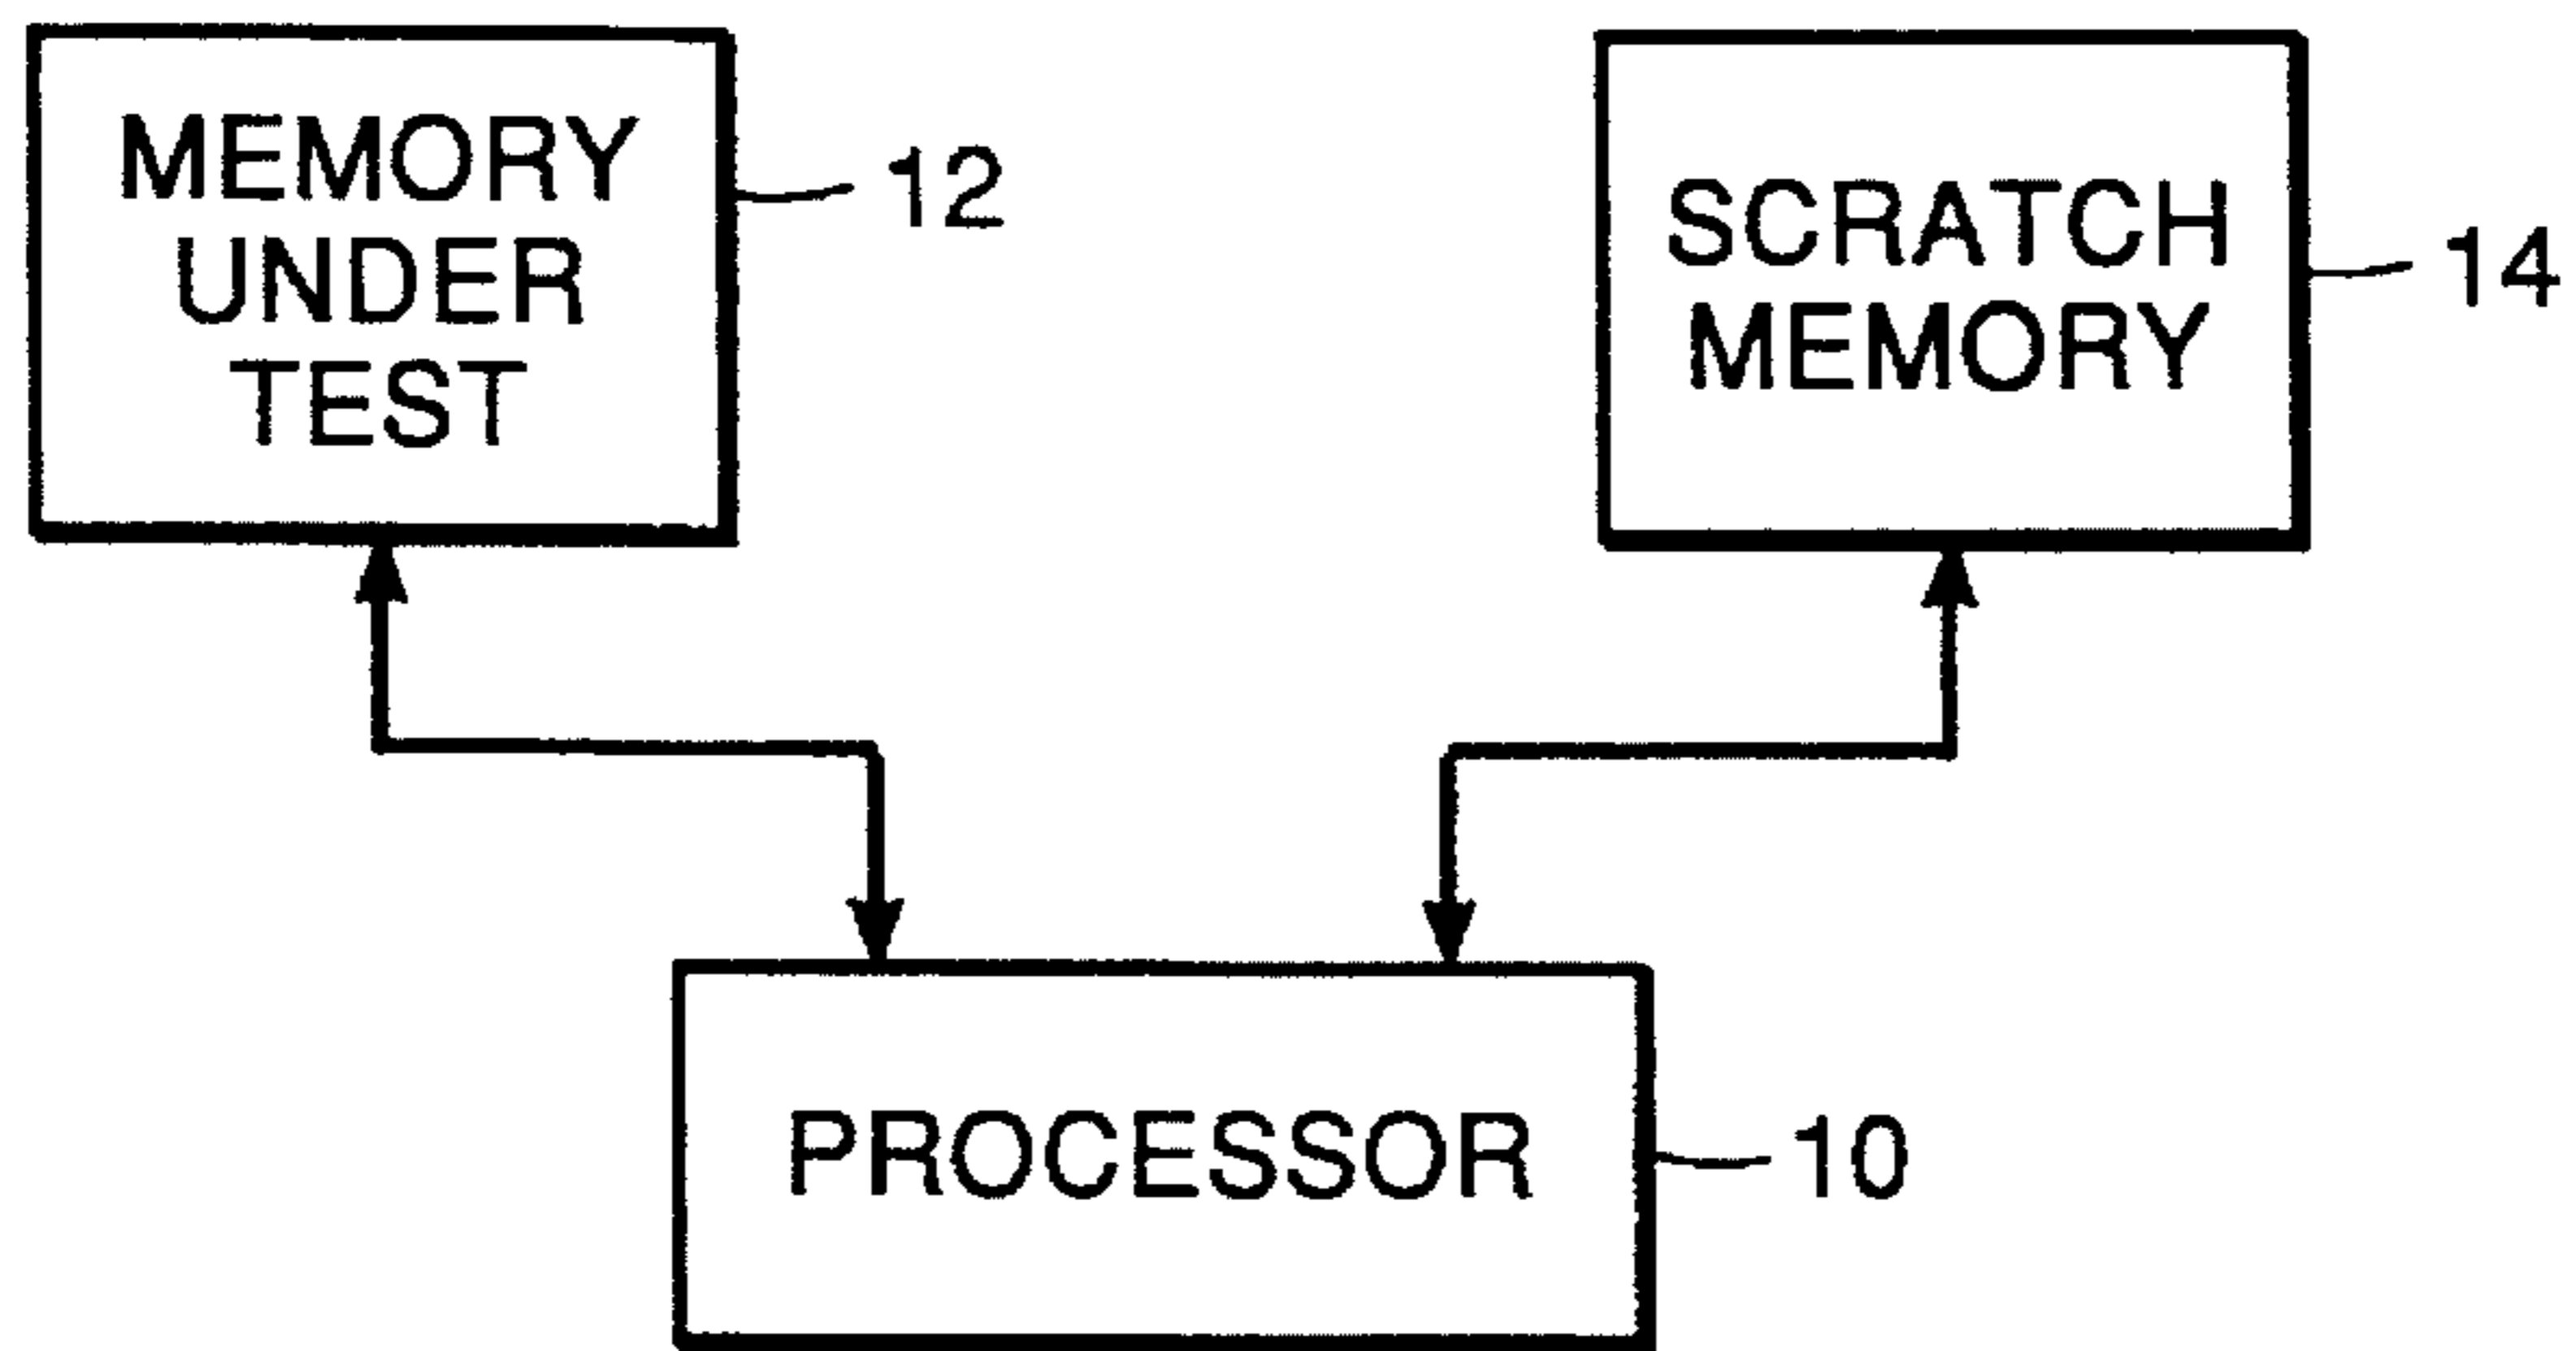 MEMORY
UNDER
TEST
12
SCRATCH
MEMORY
14
PROCESSOR
10